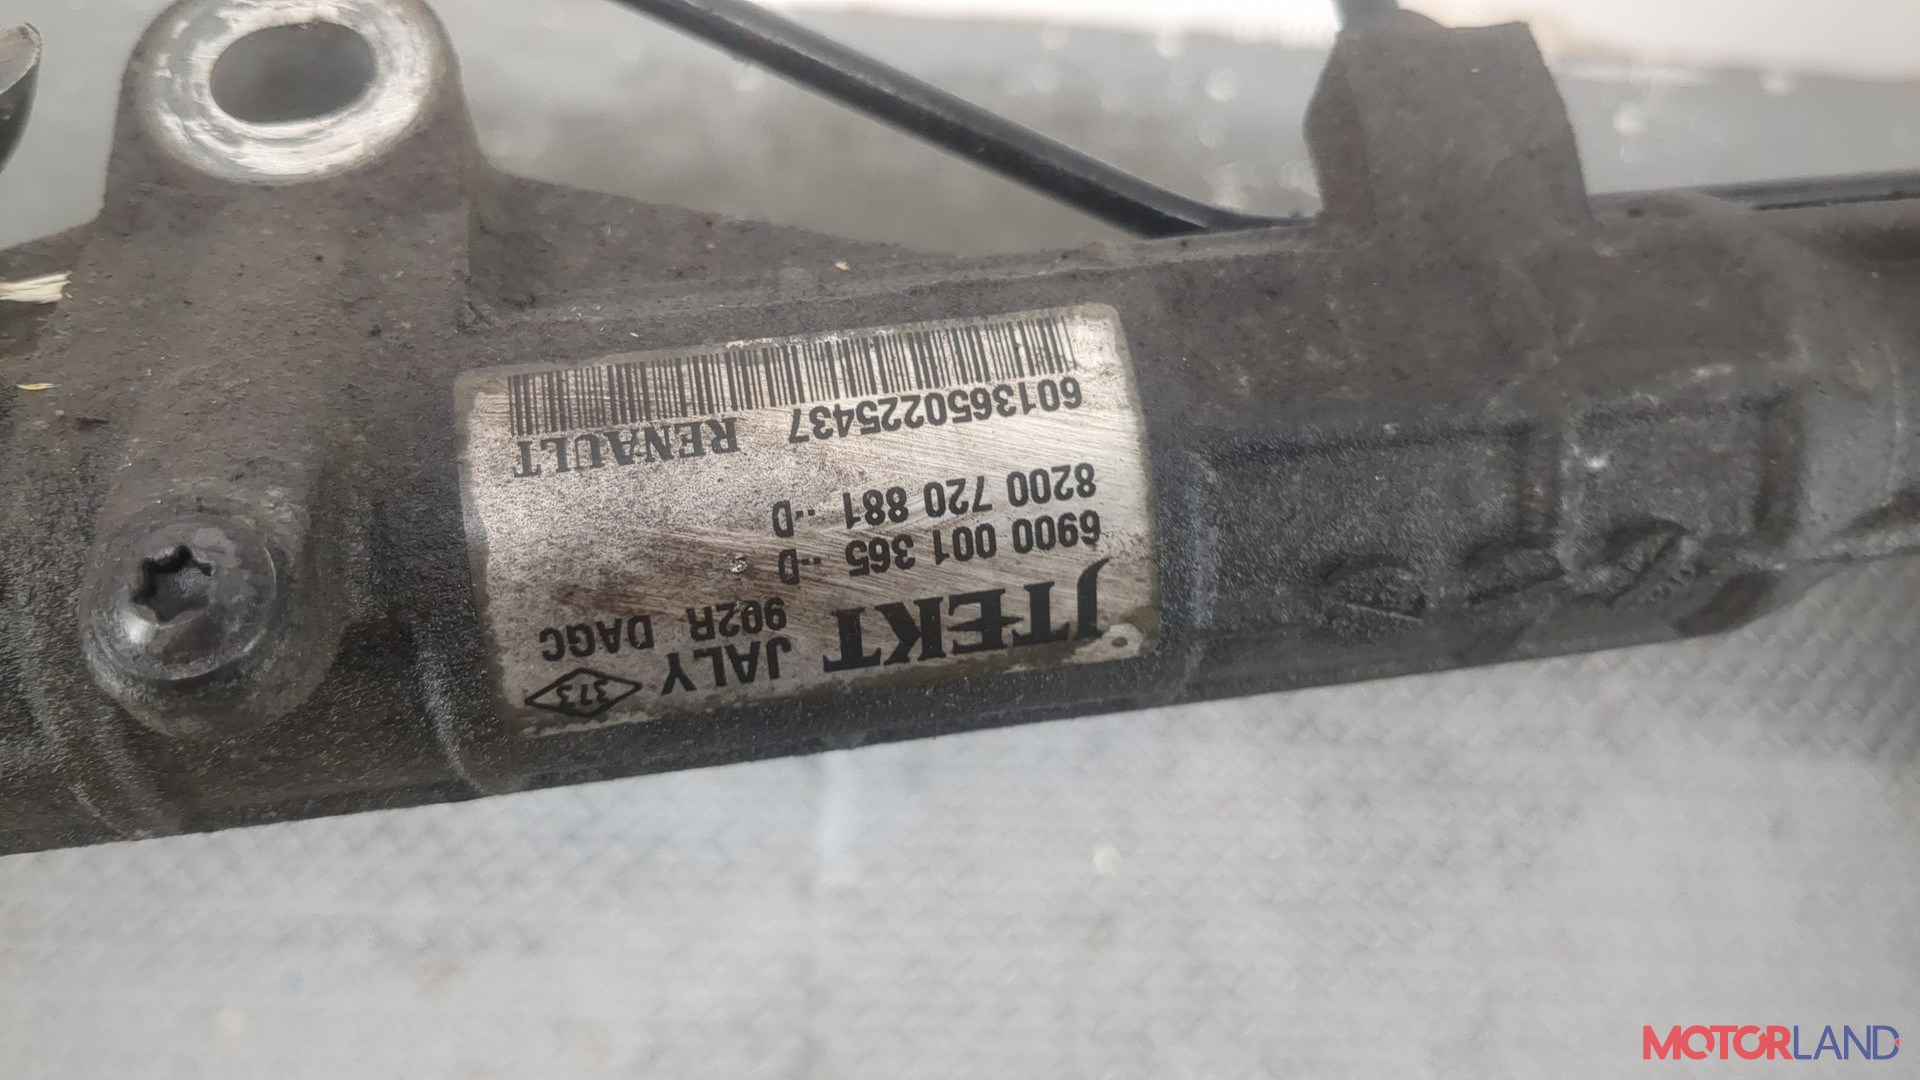 JTEKT JALY 373
902R DAGC
6900 001 365 --D
8200 720 881 --D
6013650225437 RENAULT
MOTORLAND